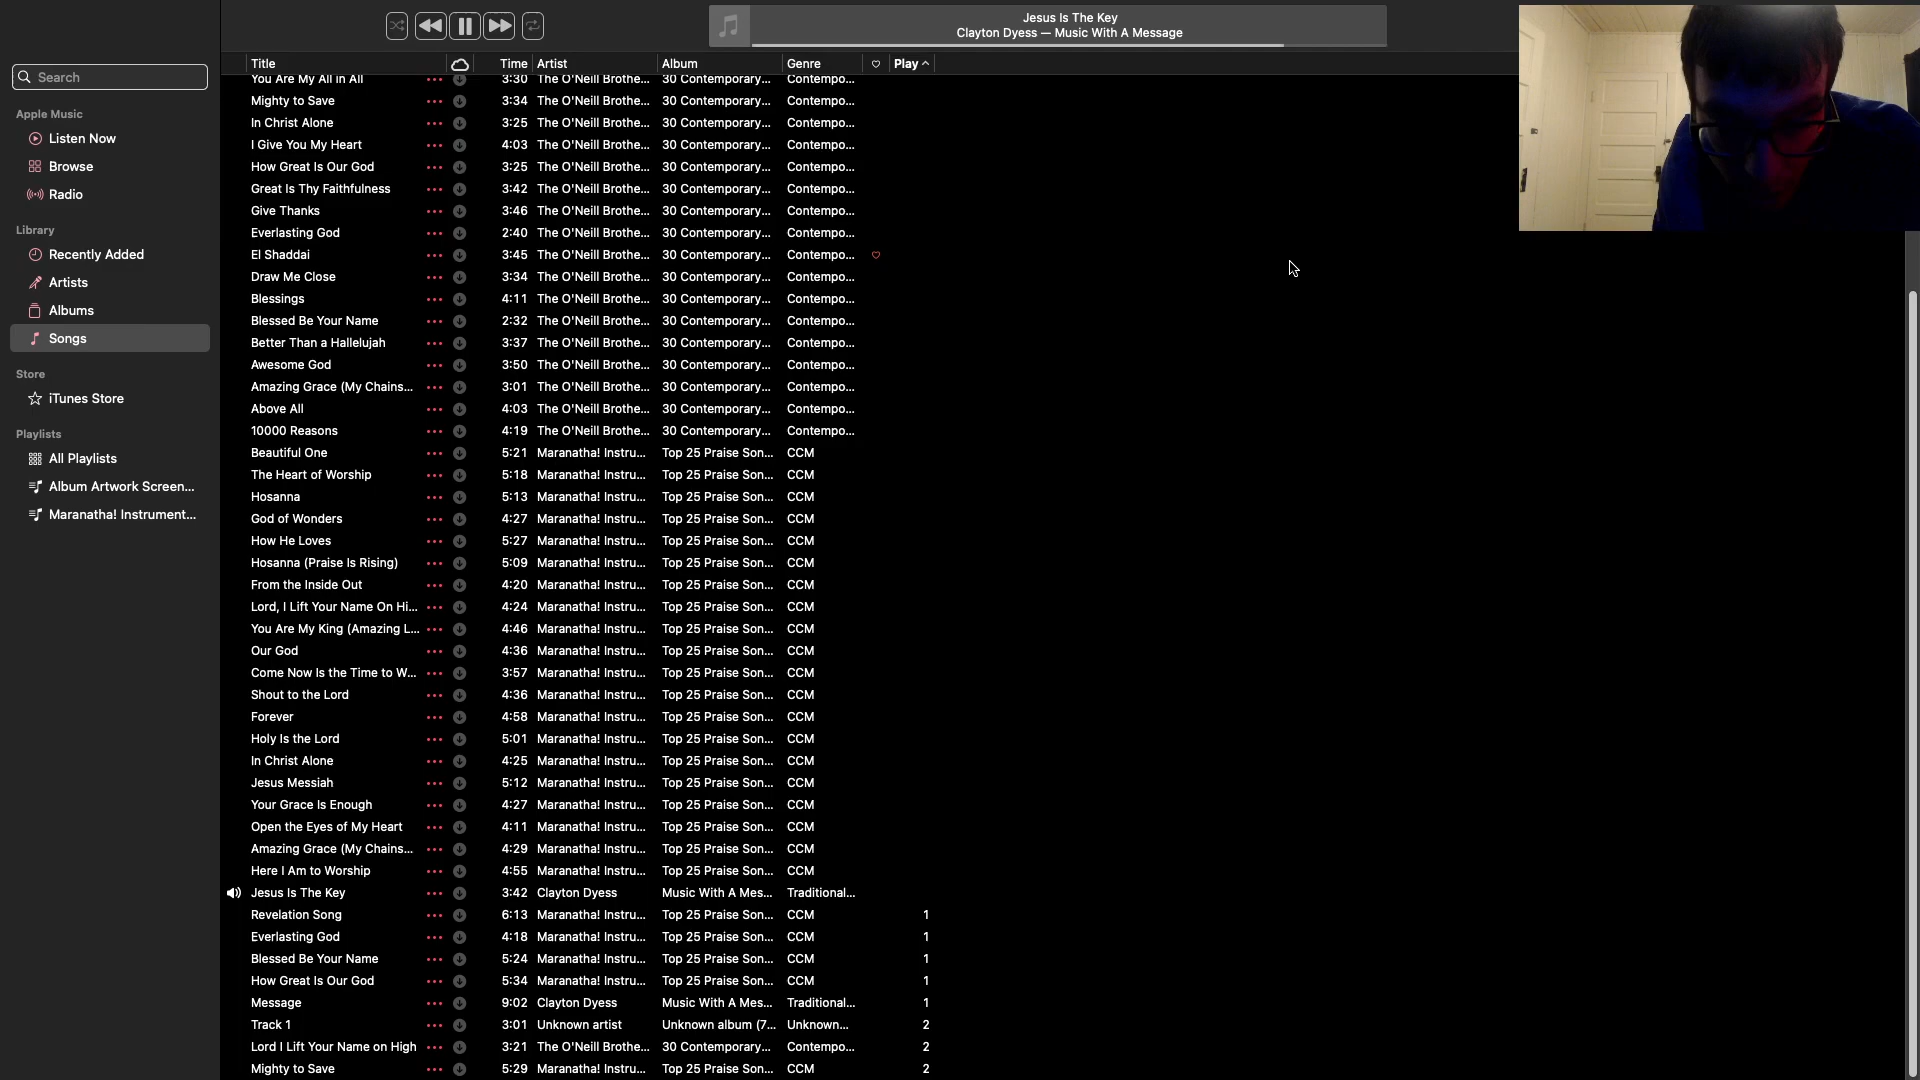 Jesus Is The Key
Clayton Dyess — Music With A Message
Search
Apple Music
Listen Now
Browse
Radio
Library
Recently Added
Artists
Albums
Songs
Store
iTunes Store
Playlists
All Playlists
Album Artwork Screen...
Maranatha! Instrument...
Title Time Artist Album Genre Play
You Are My All in All 3:30 The O'Neill Brothe... 30 Contemporary... Contempo...
Mighty to Save 3:34 The O'Neill Brothe... 30 Contemporary... Contempo...
In Christ Alone 3:25 The O'Neill Brothe... 30 Contemporary... Contempo...
I Give You My Heart 4:03 The O'Neill Brothe... 30 Contemporary... Contempo...
How Great Is Our God 3:25 The O'Neill Brothe... 30 Contemporary... Contempo...
Great Is Thy Faithfulness 3:42 The O'Neill Brothe... 30 Contemporary... Contempo...
Give Thanks 3:46 The O'Neill Brothe... 30 Contemporary... Contempo...
Everlasting God 2:40 The O'Neill Brothe... 30 Contemporary... Contempo...
El Shaddai 3:45 The O'Neill Brothe... 30 Contemporary... Contempo...
Draw Me Close 3:34 The O'Neill Brothe... 30 Contemporary... Contempo...
Blessings 4:11 The O'Neill Brothe... 30 Contemporary... Contempo...
Blessed Be Your Name 2:32 The O'Neill Brothe... 30 Contemporary... Contempo...
Better Than a Hallelujah 3:37 The O'Neill Brothe... 30 Contemporary... Contempo...
Awesome God 3:50 The O'Neill Brothe... 30 Contemporary... Contempo...
Amazing Grace (My Chains... 3:01 The O'Neill Brothe... 30 Contemporary... Contempo...
Above All 4:03 The O'Neill Brothe... 30 Contemporary... Contempo...
10000 Reasons 4:19 The O'Neill Brothe... 30 Contemporary... Contempo...
Beautiful One 5:21 Maranatha! Instru... Top 25 Praise Son... CCM
The Heart of Worship 5:18 Maranatha! Instru... Top 25 Praise Son... CCM
Hosanna 5:13 Maranatha! Instru... Top 25 Praise Son... CCM
God of Wonders 4:27 Maranatha! Instru... Top 25 Praise Son... CCM
How He Loves 5:27 Maranatha! Instru... Top 25 Praise Son... CCM
Hosanna (Praise Is Rising) 5:09 Maranatha! Instru... Top 25 Praise Son... CCM
From the Inside Out 4:20 Maranatha! Instru... Top 25 Praise Son... CCM
Lord, I Lift Your Name On Hi... 4:24 Maranatha! Instru... Top 25 Praise Son... CCM
You Are My King (Amazing L... 4:46 Maranatha! Instru... Top 25 Praise Son... CCM
Our God 4:36 Maranatha! Instru... Top 25 Praise Son... CCM
Come Now Is the Time to W... 3:57 Maranatha! Instru... Top 25 Praise Son... CCM
Shout to the Lord 4:36 Maranatha! Instru... Top 25 Praise Son... CCM
Forever 4:58 Maranatha! Instru... Top 25 Praise Son... CCM
Holy Is the Lord 5:01 Maranatha! Instru... Top 25 Praise Son... CCM
In Christ Alone 4:25 Maranatha! Instru... Top 25 Praise Son... CCM
Jesus Messiah 5:12 Maranatha! Instru... Top 25 Praise Son... CCM
Your Grace Is Enough 4:27 Maranatha! Instru... Top 25 Praise Son... CCM
Open the Eyes of My Heart 4:11 Maranatha! Instru... Top 25 Praise Son... CCM
Amazing Grace (My Chains... 4:29 Maranatha! Instru... Top 25 Praise Son... CCM
Here I Am to Worship 4:55 Maranatha! Instru... Top 25 Praise Son... CCM
Jesus Is The Key 3:42 Clayton Dyess Music With A Mes... Traditional...
Revelation Song 6:13 Maranatha! Instru... Top 25 Praise Son... CCM 1
Everlasting God 4:18 Maranatha! Instru... Top 25 Praise Son... CCM 1
Blessed Be Your Name 5:24 Maranatha! Instru... Top 25 Praise Son... CCM 1
How Great Is Our God 5:34 Maranatha! Instru... Top 25 Praise Son... CCM 1
Message 9:02 Clayton Dyess Music With A Mes... Traditional... 1
Track 1 3:01 Unknown artist Unknown album (7... Unknown... 2
Lord I Lift Your Name on High 3:21 The O'Neill Brothe... 30 Contemporary... Contempo... 2
Mighty to Save 5:29 Maranatha! Instru... Top 25 Praise Son... CCM 2